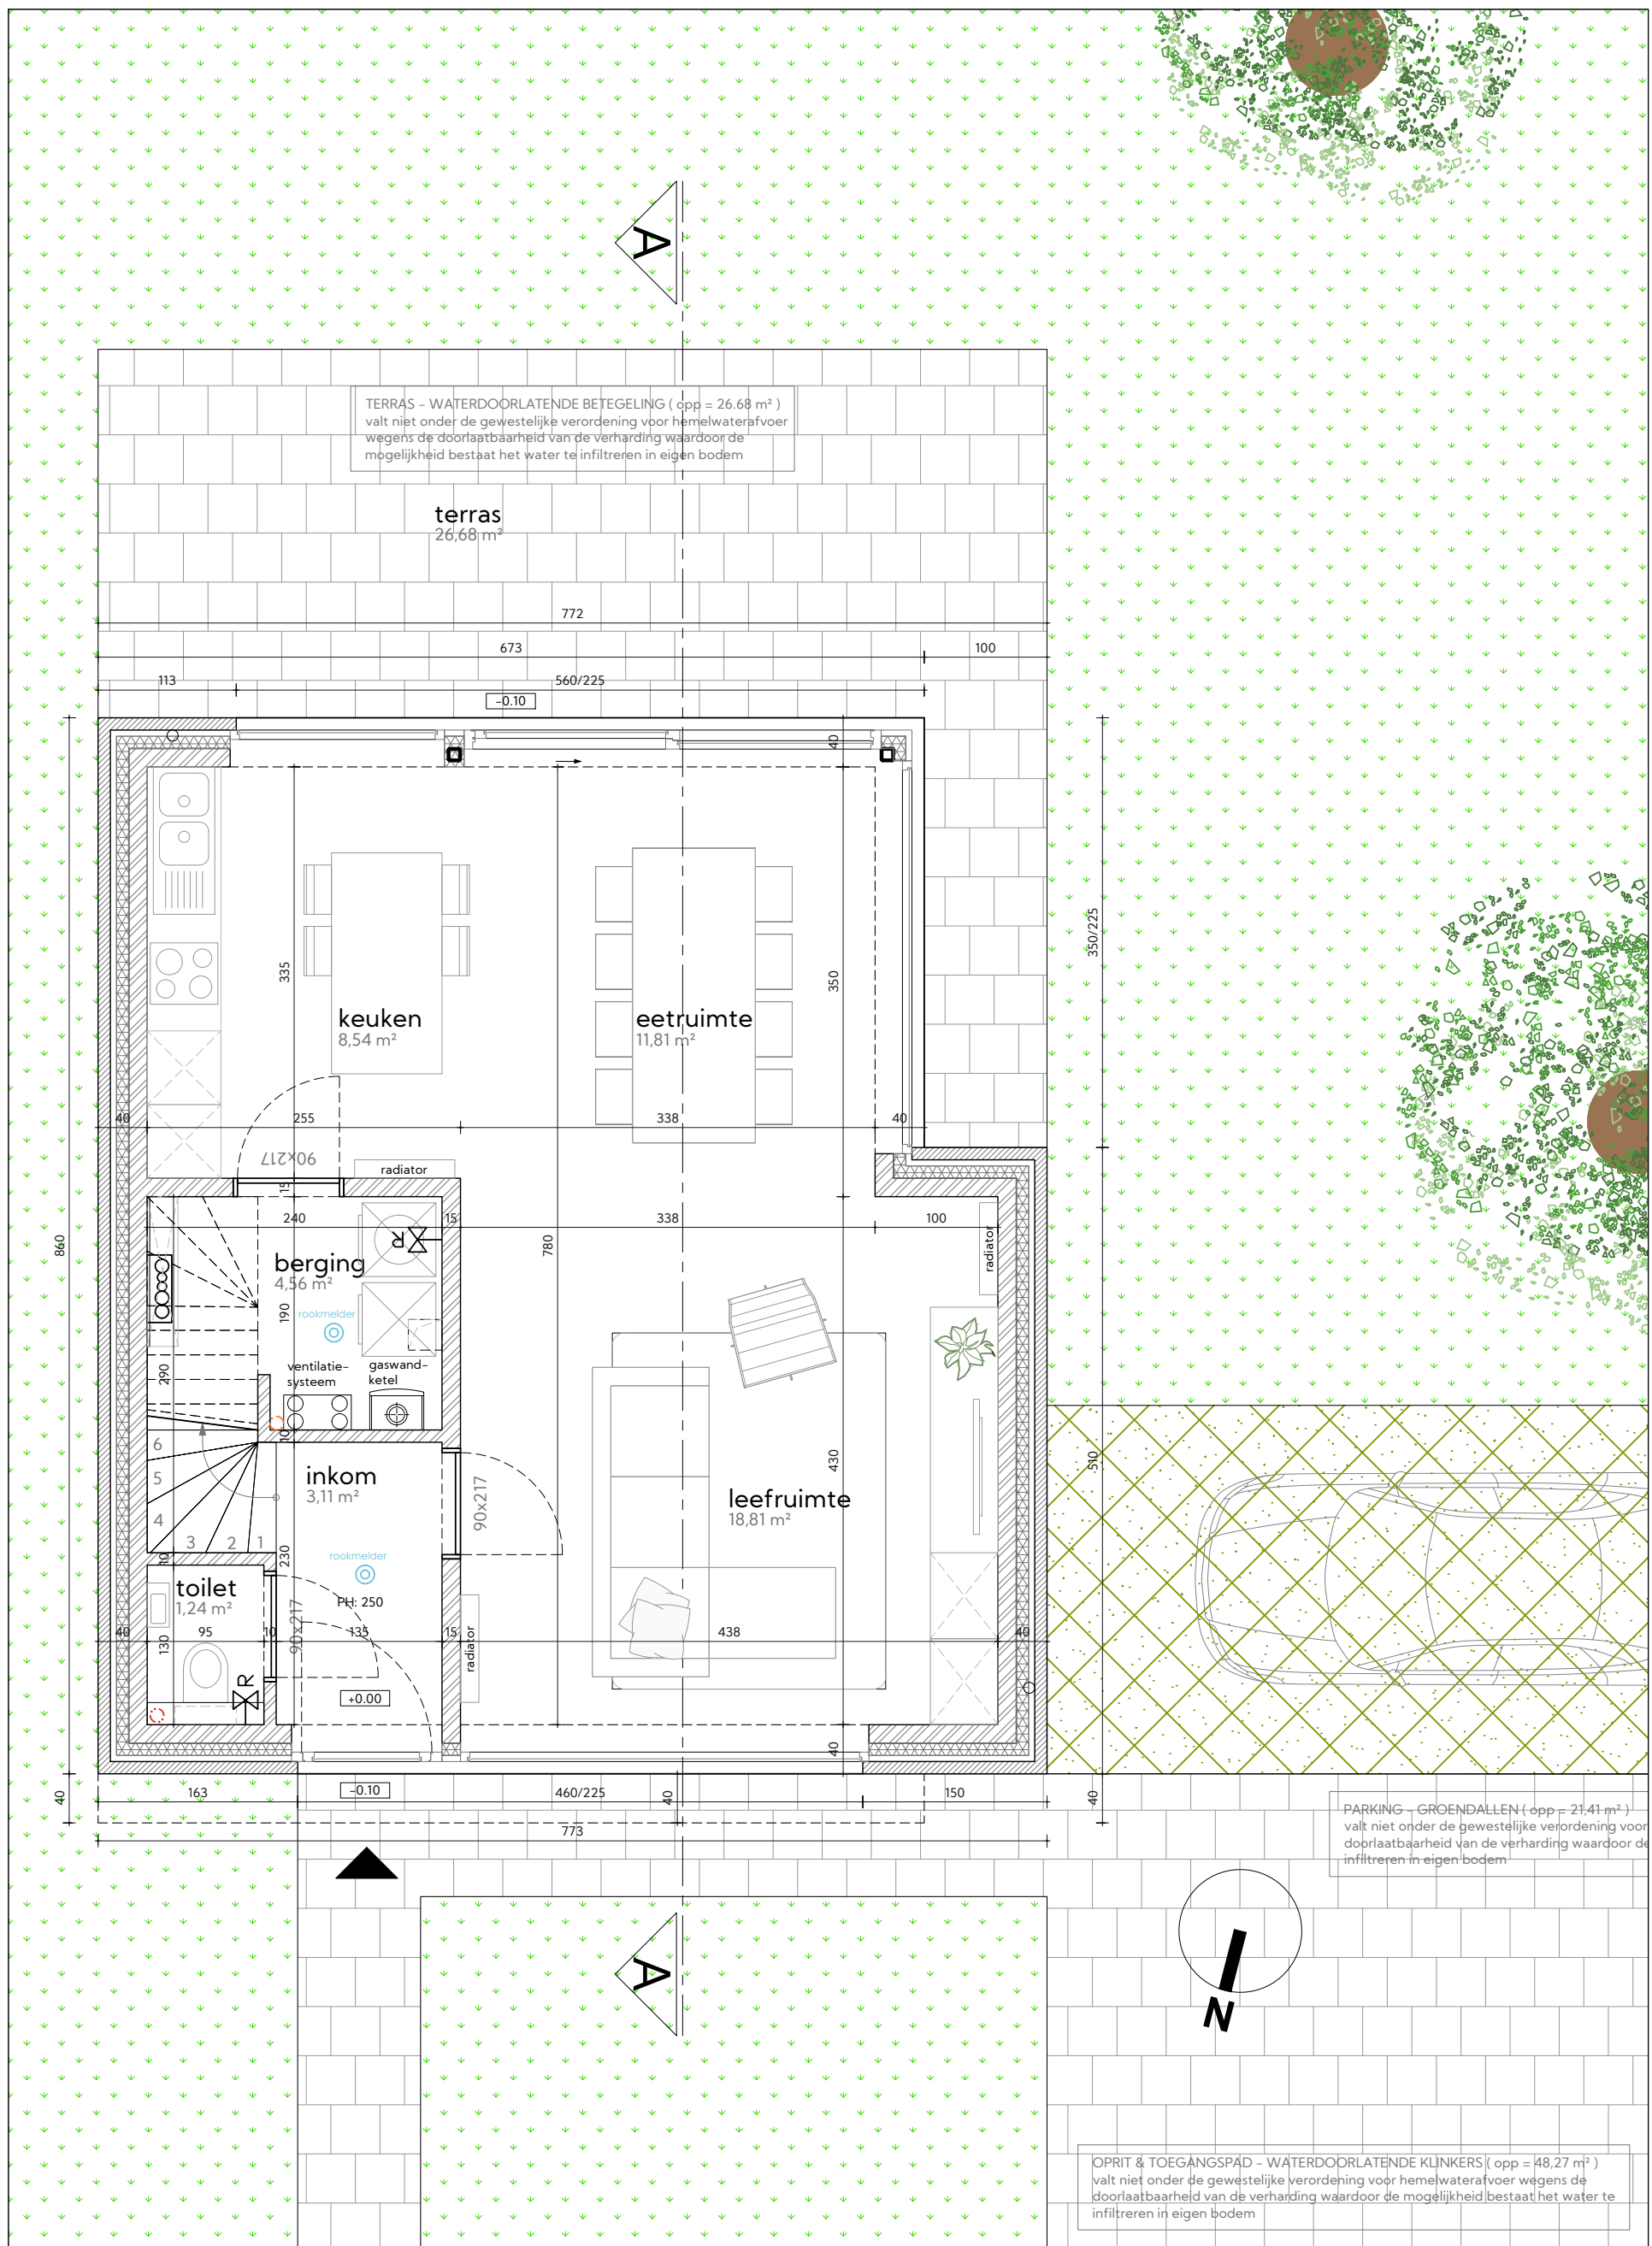 A
TERRAS - WATERDOORLATENDE BETEGELING ( opp = 26.68 m² )
valt niet onder de gewestelijke verordening voor hemelwaterafvoer
wegens de doorlaatbaarheid van de verharding waardoor de
mogelijkheid bestaat het water te infiltreren in eigen bodem
terras
26,68 m²
772
673
100
113
560/225
-0.10
40
335
350
350/225
keuken
8,54 m²
eetruimte
11,81 m²
40
255
338
40
90x217
radiator
15
240
15
338
100
860
780
radiator
berging
4,56 m²
R
190
rookmelder
290
ventilatie-
systeem
gaswand-
ketel
10
6
5
4
3
2
1
inkom
3,11 m²
90x217
430
510
leefruimte
18,81 m²
10
230
rookmelder
toilet
1,24 m²
PH: 250
90x217
40
95
10
135
15
438
40
130
radiator
R
+0.00
40
40
163
-0.10
460/225
40
150
40
773
PARKING - GROENDALLEN ( opp = 21,41 m² )
valt niet onder de gewestelijke verordening voor
doorlaatbaarheid van de verharding waardoor de
infiltreren in eigen bodem
A
N
OPRIT & TOEGANGSPAD - WATERDOORLATENDE KLINKERS ( opp = 48,27 m² )
valt niet onder de gewestelijke verordening voor hemelwaterafvoer wegens de
doorlaatbaarheid van de verharding waardoor de mogelijkheid bestaat het water te
infiltreren in eigen bodem